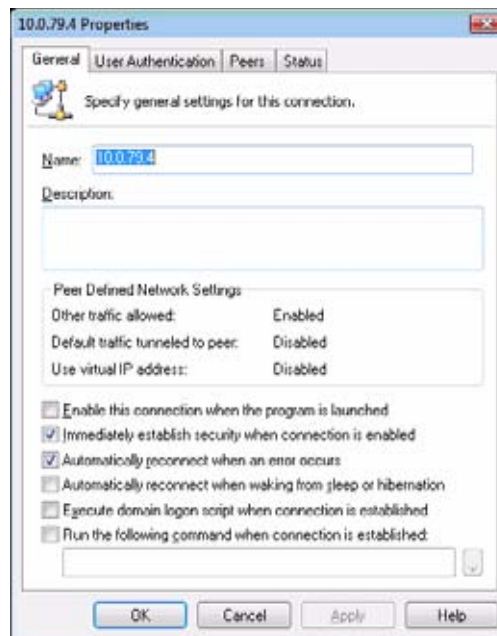 10.0.79.4 Properties
General User Authentication Peers Status
Specify general settings for this connection.
Name: 10.0.79.4
Description:
Peer Defined Network Settings
Other traffic allowed: Enabled
Default traffic tunneled to peer: Disabled
Use virtual IP address: Disabled
Enable this connection when the program is launched
Immediately establish security when connection is enabled
Automatically reconnect when an error occurs
Automatically reconnect when waking from sleep or hibernation
Execute domain logon script when connection is established
Run the following command when connection is established:
OK Cancel Apply Help